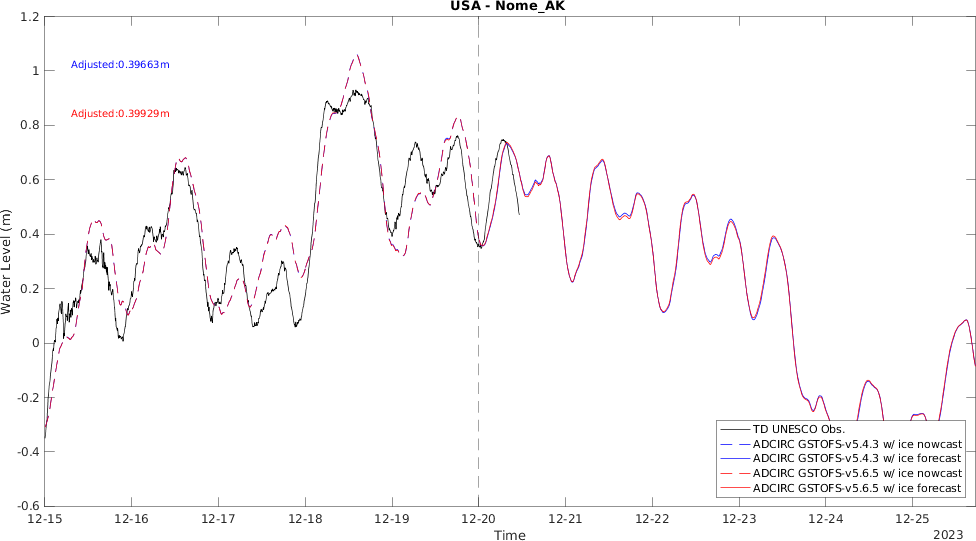 USA - Nome_AK
1.2
1
0.8
0.6
0.4
0.2
0
-0.2
-0.4
-0.6
Water Level (m)
Adjusted:0.39663m
Adjusted:0.39929m
TD UNESCO Obs.
ADCIRC GSTOFS-v5.4.3 w/ ice nowcast
ADCIRC GSTOFS-v5.4.3 w/ ice forecast
ADCIRC GSTOFS-v5.6.5 w/ ice nowcast
ADCIRC GSTOFS-v5.6.5 w/ ice forecast
12-15 12-16 12-17 12-18 12-19 12-20 12-21 12-22 12-23 12-24 12-25
Time
2023